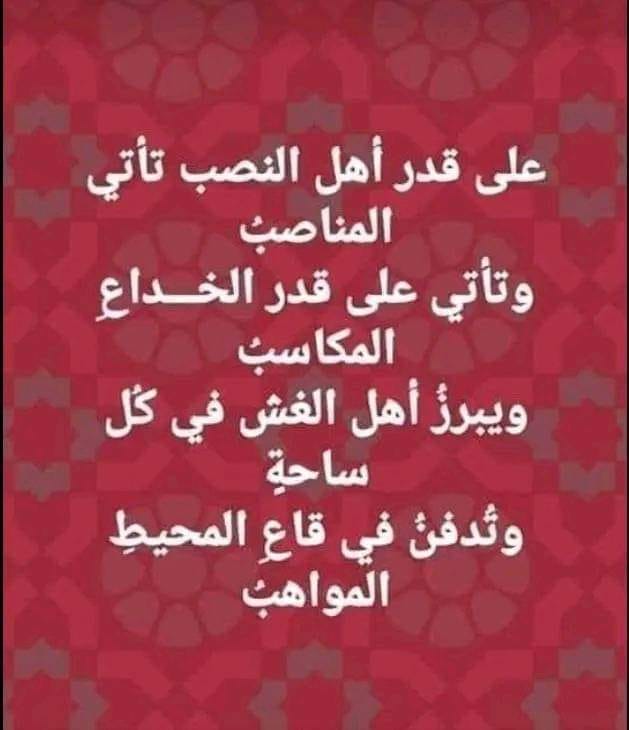 على قدر أهل النصب تأتي
المناصبُ
وتأتي على قدر الخـــداعِ
المكاسبُ
ويبرزُ أهل الغش في كُل
ساحةٍ
وتُدفنُ في قاعِ المحيطِ
المواهبُ